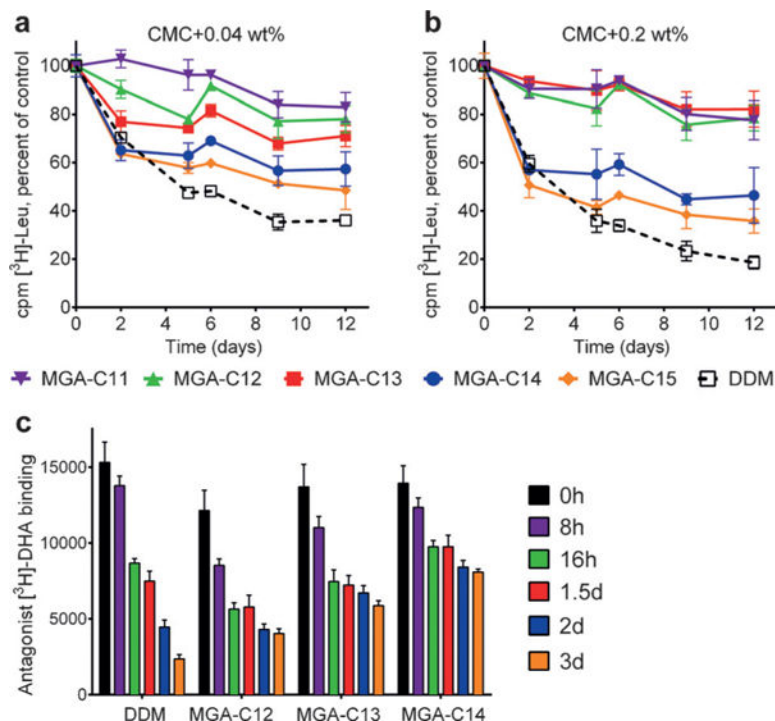 a
CMC+0.04 wt%
cpm [³H]-Leu, percent of control
100
80
60
40
20
0
0 2 4 6 8 10 12
Time (days)
b
CMC+0.2 wt%
cpm [³H]-Leu, percent of control
100
80
60
40
20
0
0 2 4 6 8 10 12
Time (days)
MGA-C11 MGA-C12 MGA-C13 MGA-C14 MGA-C15 DDM
c
Antagonist [³H]-DHA binding
15000
10000
5000
0
DDM MGA-C12 MGA-C13 MGA-C14
0h
8h
16h
1.5d
2d
3d